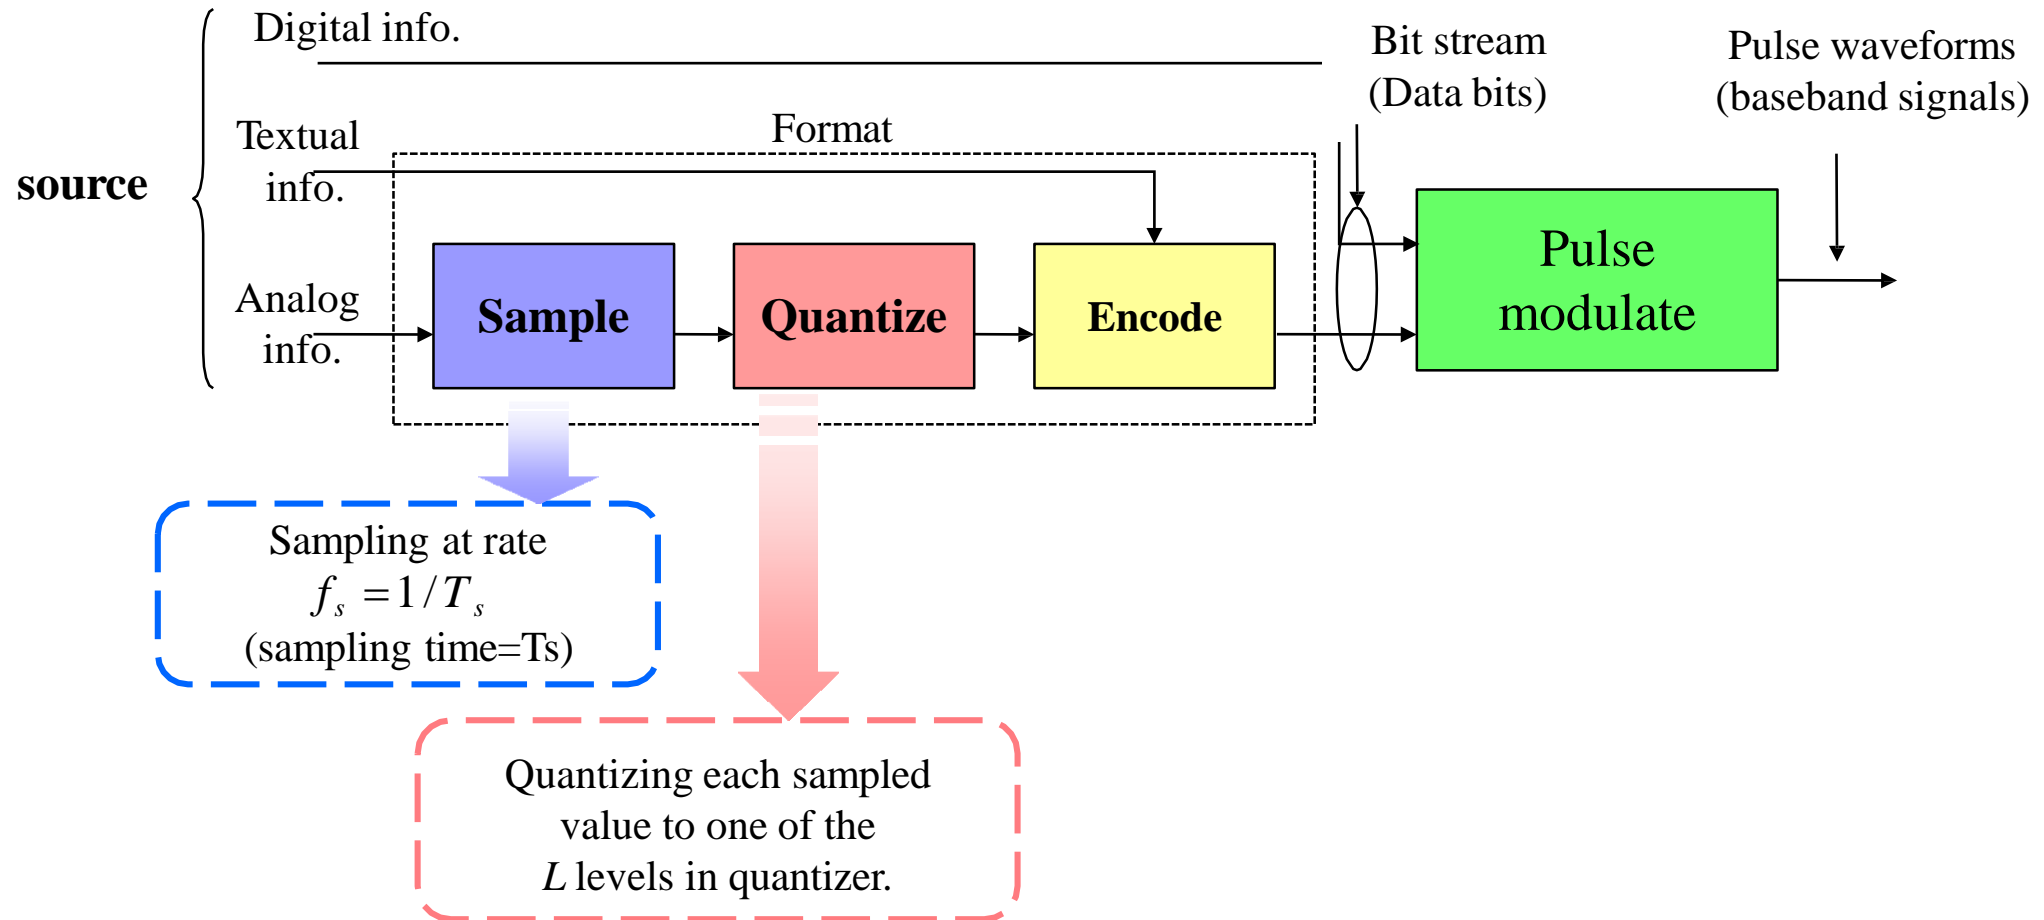 Digital info.
Bit stream
(Data bits)
Pulse waveforms
(baseband signals)
Textual
info.
Format
source
Analog
info.
Sample
Quantize
Encode
Pulse
modulate
Sampling at rate
f_s = 1 / T_s
(sampling time=Ts)
Quantizing each sampled
value to one of the
L levels in quantizer.